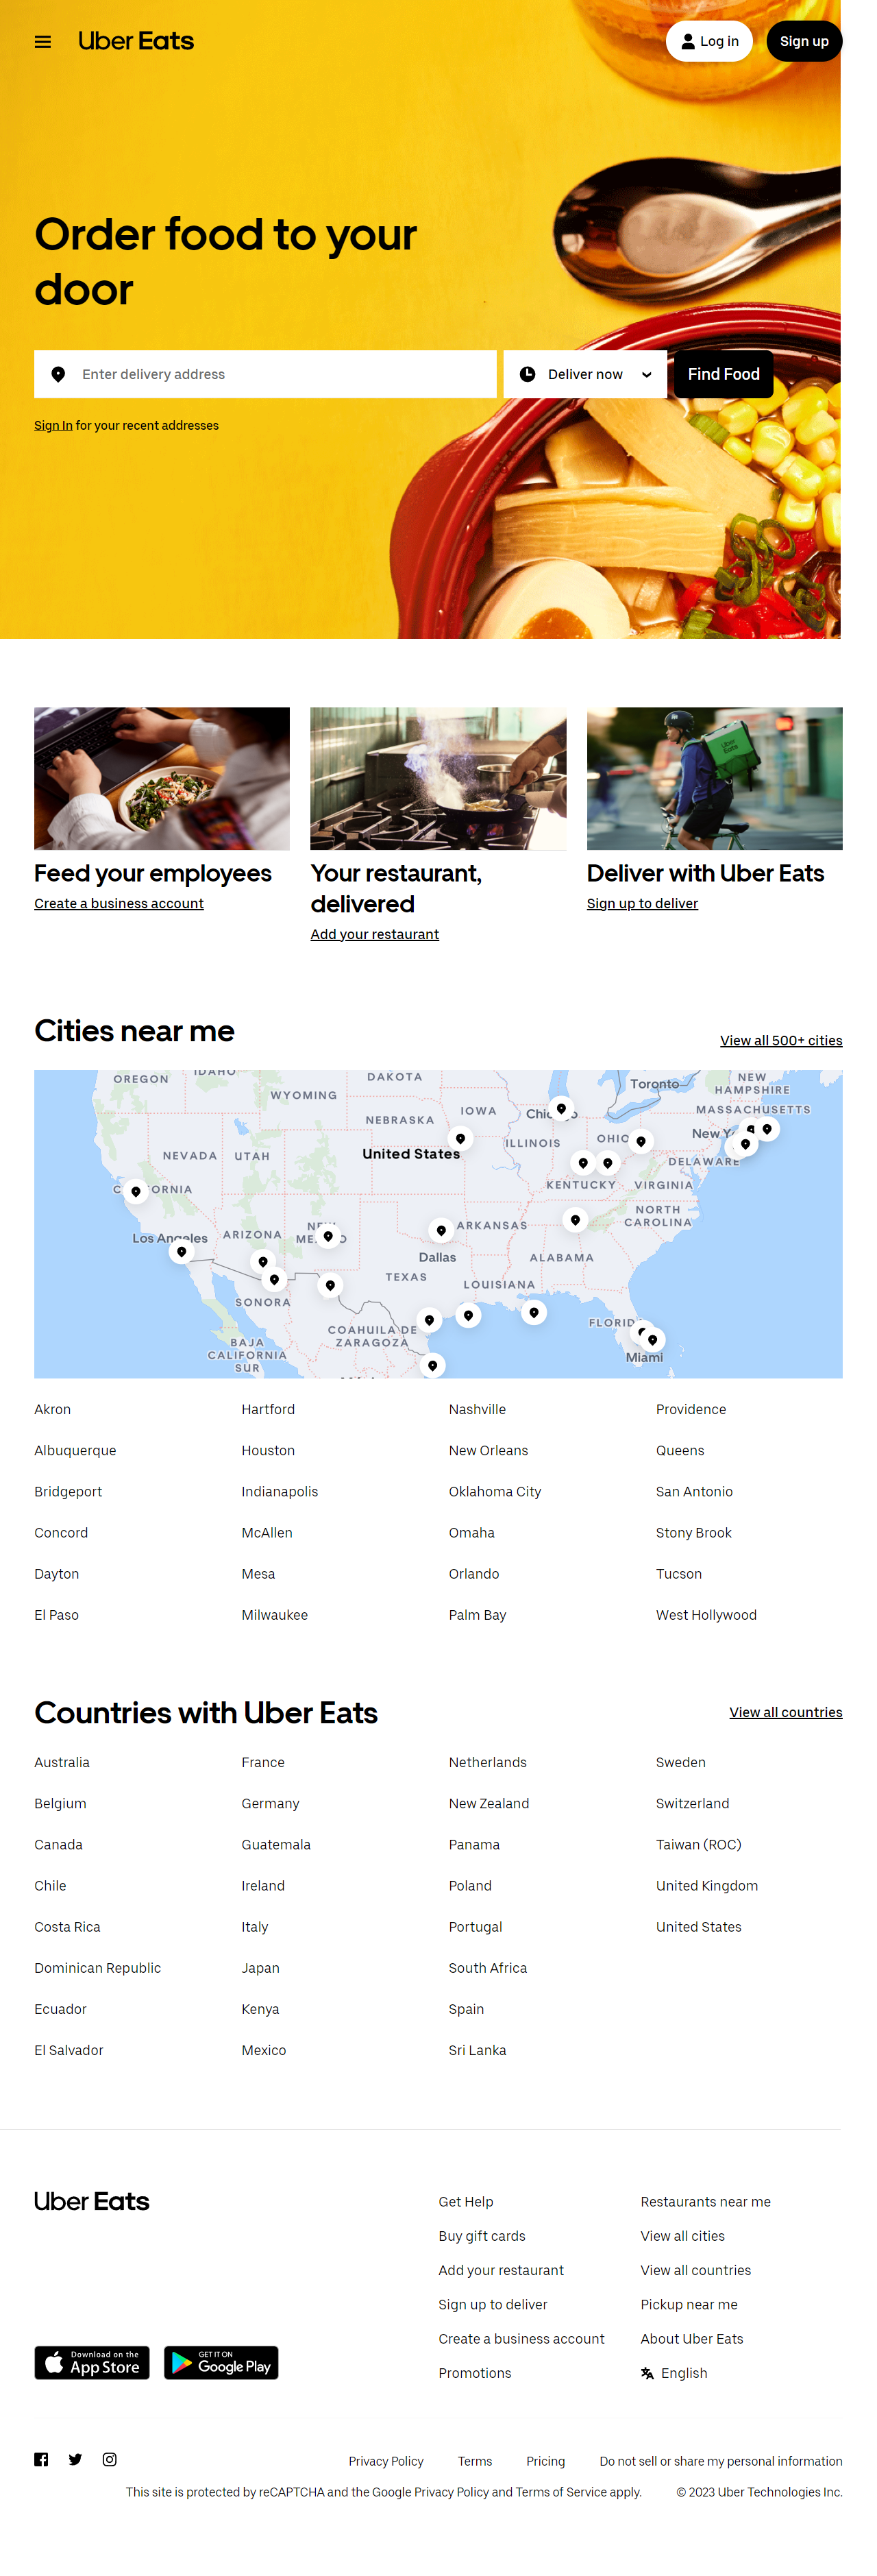 Uber Eats
Log in
Sign up
Order food to your
door
Enter delivery address
Deliver now
Find Food
Sign In for your recent addresses
Uber
Eats
Feed your employees
Create a business account
Your restaurant,
delivered
Add your restaurant
Deliver with Uber Eats
Sign up to deliver
Cities near me
View all 500+ cities
OREGON
IDAHO
WYOMING
DAKOTA
Toronto
NEW
HAMPSHIRE
MASSACHUSETTS
NEBRASKA
IOWA
ILLINOIS
OHIO
NEVADA
UTAH
United States
DELAWARE
KENTUCKY
VIRGINIA
NORTH
CAROLINA
Los Angeles
ARIZONA
ARKANSAS
Dallas
ALABAMA
TEXAS
LOUISIANA
SONORA
COAHUILA DE
ZARAGOZA
BAJA
CALIFORNIA
SUR
Miami
Akron
Hartford
Nashville
Providence
Albuquerque
Houston
New Orleans
Queens
Bridgeport
Indianapolis
Oklahoma City
San Antonio
Concord
McAllen
Omaha
Stony Brook
Dayton
Mesa
Orlando
Tucson
El Paso
Milwaukee
Palm Bay
West Hollywood
Countries with Uber Eats
View all countries
Australia
France
Netherlands
Sweden
Belgium
Germany
New Zealand
Switzerland
Canada
Guatemala
Panama
Taiwan (ROC)
Chile
Ireland
Poland
United Kingdom
Costa Rica
Italy
Portugal
United States
Dominican Republic
Japan
South Africa
Ecuador
Kenya
Spain
El Salvador
Mexico
Sri Lanka
Uber Eats
Get Help
Restaurants near me
Buy gift cards
View all cities
Add your restaurant
View all countries
Sign up to deliver
Pickup near me
Create a business account
About Uber Eats
Promotions
English
Download on the
App Store
GET IT ON
Google Play
Privacy Policy
Terms
Pricing
Do not sell or share my personal information
This site is protected by reCAPTCHA and the Google Privacy Policy and Terms of Service apply.
© 2023 Uber Technologies Inc.